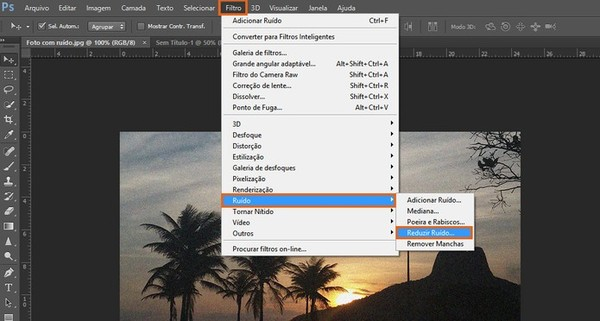 Ps Arquivo Editar Imagem Camada Texto Selecionar Filtro 3D Visualizar Janela Ajuda
Sel. Autom.: Agrupar Mostrar Contr. Transf. Modo 3D:
Foto com ruído.jpg @ 100% (RGB/8) × Sem Título-1 @ 50%
Adicionar Ruído Ctrl+F
Converter para Filtros Inteligentes
Galeria de filtros...
Grande angular adaptável... Alt+Shift+Ctrl+A
Filtro do Camera Raw Shift+Ctrl+A
Correção de lente... Shift+Ctrl+R
Dissolver... Shift+Ctrl+X
Ponto de Fuga... Alt+Ctrl+V
3D
Desfoque
Distorção
Estilização
Galeria de desfoques
Pixelização
Renderização
Ruído
Tornar Nítido
Vídeo
Outros
Procurar filtros on-line...
Adicionar Ruído...
Mediana...
Poeira e Rabiscos...
Reduzir Ruído...
Remover Manchas